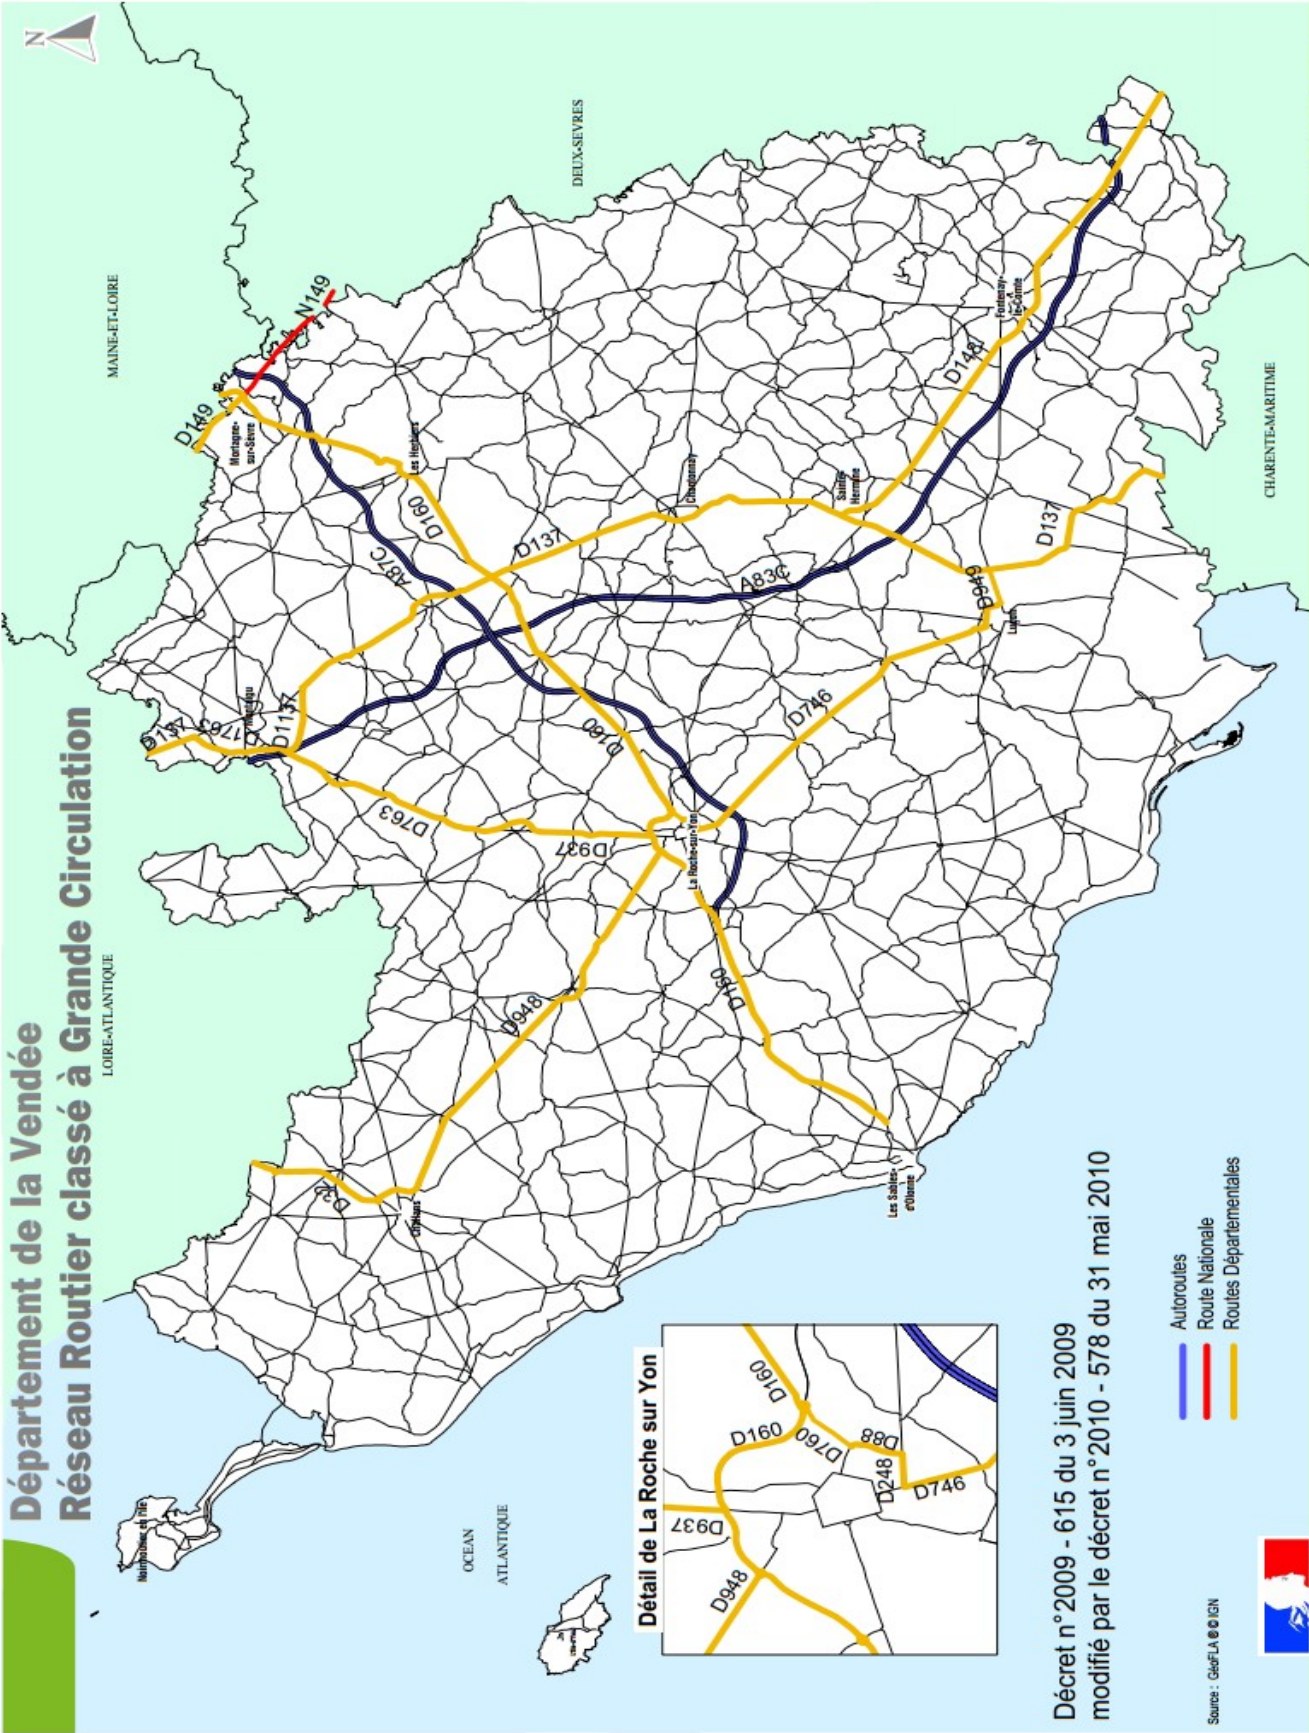 Département de la Vendée
Réseau Routier classé à Grande Circulation
N
LOIRE-ATLANTIQUE
MAINE-ET-LOIRE
DEUX-SEVRES
CHARENTE-MARITIME
OCEAN
ATLANTIQUE
Noirmoutier en l'Ile
Challans
Montaigu
Mortagne-
sur-Sèvre
Les Herbiers
Chantonnay
Sainte-
Hermine
Fontenay-
le-Comte
Luçon
La Roche-sur-Yon
Les Sables-
d'Olonne
D32
D948
D937
D763
D137
D1763
D1137
D149
N149
A87C
D160
D137
D160
A83C
D148
D137
D949
D746
D160
Détail de La Roche sur Yon
D948
D937
D160
D160
D760
D88
D248
D746
Décret n°2009 - 615 du 3 juin 2009
modifié par le décret n°2010 - 578 du 31 mai 2010
Autoroutes
Route Nationale
Routes Départementales
Source : GéoFLA ®©IGN